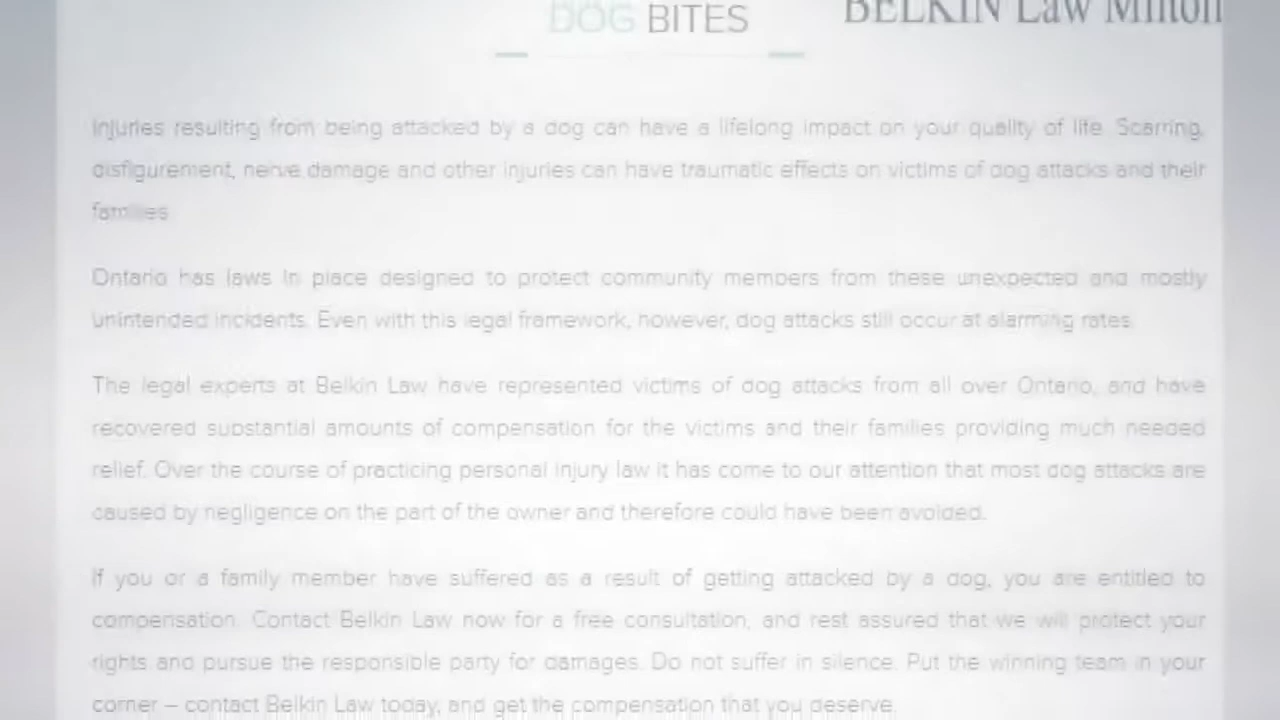 DOG BITES
BELKIN Law Milton
Injuries resulting from being attacked by a dog can have a lifelong impact on your quality of life. Scarring,
disfigurement, nerve damage and other injuries can have traumatic effects on victims of dog attacks and their
families.
Ontario has laws in place designed to protect community members from these unexpected and mostly
unintended incidents. Even with this legal framework, however, dog attacks still occur at alarming rates.
The legal experts at Belkin Law have represented victims of dog attacks from all over Ontario, and have
recovered substantial amounts of compensation for the victims and their families providing much needed
relief. Over the course of practicing personal injury law it has come to our attention that most dog attacks are
caused by negligence on the part of the owner and therefore could have been avoided.
If you or a family member have suffered as a result of getting attacked by a dog, you are entitled to
compensation. Contact Belkin Law now for a free consultation, and rest assured that we will protect your
rights and pursue the responsible party for damages. Do not suffer in silence. Put the winning team in your
corner – contact Belkin Law today, and get the compensation that you deserve.